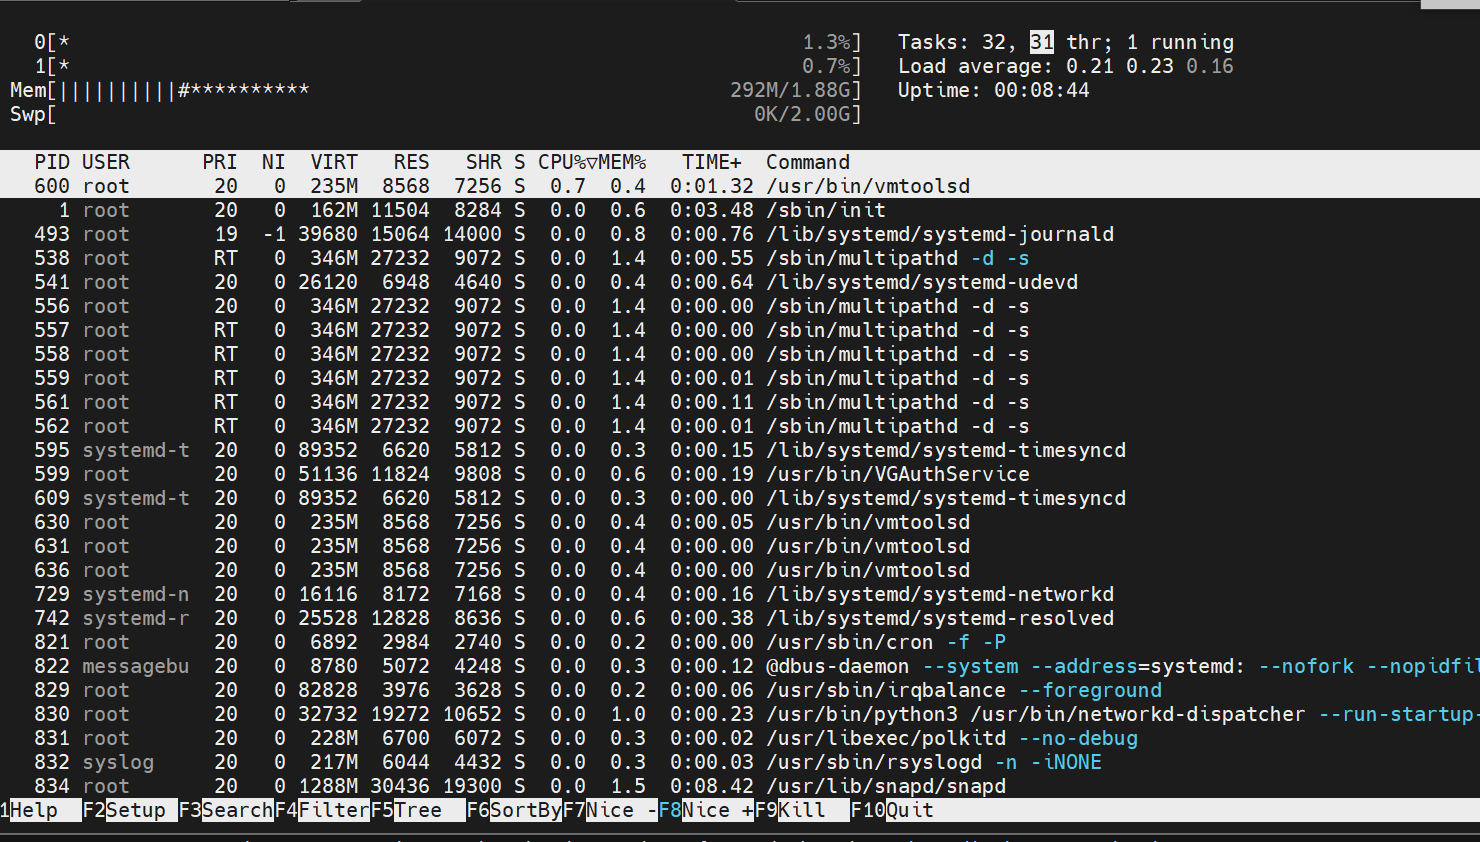 0[* 1.3%] Tasks: 32, 31 thr; 1 running
1[* 0.7%] Load average: 0.21 0.23 0.16
Mem[||||||||||#********** 292M/1.88G] Uptime: 00:08:44
Swp[ 0K/2.00G]
PID USER PRI NI VIRT RES SHR S CPU%▽MEM% TIME+ Command
600 root 20 0 235M 8568 7256 S 0.7 0.4 0:01.32 /usr/bin/vmtoolsd
1 root 20 0 162M 11504 8284 S 0.0 0.6 0:03.48 /sbin/init
493 root 19 -1 39680 15064 14000 S 0.0 0.8 0:00.76 /lib/systemd/systemd-journald
538 root RT 0 346M 27232 9072 S 0.0 1.4 0:00.55 /sbin/multipathd -d -s
541 root 20 0 26120 6948 4640 S 0.0 0.4 0:00.64 /lib/systemd/systemd-udevd
556 root 20 0 346M 27232 9072 S 0.0 1.4 0:00.00 /sbin/multipathd -d -s
557 root RT 0 346M 27232 9072 S 0.0 1.4 0:00.00 /sbin/multipathd -d -s
558 root RT 0 346M 27232 9072 S 0.0 1.4 0:00.00 /sbin/multipathd -d -s
559 root RT 0 346M 27232 9072 S 0.0 1.4 0:00.01 /sbin/multipathd -d -s
561 root RT 0 346M 27232 9072 S 0.0 1.4 0:00.11 /sbin/multipathd -d -s
562 root RT 0 346M 27232 9072 S 0.0 1.4 0:00.01 /sbin/multipathd -d -s
595 systemd-t 20 0 89352 6620 5812 S 0.0 0.3 0:00.15 /lib/systemd/systemd-timesyncd
599 root 20 0 51136 11824 9808 S 0.0 0.6 0:00.19 /usr/bin/VGAuthService
609 systemd-t 20 0 89352 6620 5812 S 0.0 0.3 0:00.00 /lib/systemd/systemd-timesyncd
630 root 20 0 235M 8568 7256 S 0.0 0.4 0:00.05 /usr/bin/vmtoolsd
631 root 20 0 235M 8568 7256 S 0.0 0.4 0:00.00 /usr/bin/vmtoolsd
636 root 20 0 235M 8568 7256 S 0.0 0.4 0:00.00 /usr/bin/vmtoolsd
729 systemd-n 20 0 16116 8172 7168 S 0.0 0.4 0:00.16 /lib/systemd/systemd-networkd
742 systemd-r 20 0 25528 12828 8636 S 0.0 0.6 0:00.38 /lib/systemd/systemd-resolved
821 root 20 0 6892 2984 2740 S 0.0 0.2 0:00.00 /usr/sbin/cron -f -P
822 messagebu 20 0 8780 5072 4248 S 0.0 0.3 0:00.12 @dbus-daemon --system --address=systemd: --nofork --nopidfil
829 root 20 0 82828 3976 3628 S 0.0 0.2 0:00.06 /usr/sbin/irqbalance --foreground
830 root 20 0 32732 19272 10652 S 0.0 1.0 0:00.23 /usr/bin/python3 /usr/bin/networkd-dispatcher --run-startup-
831 root 20 0 228M 6700 6072 S 0.0 0.3 0:00.02 /usr/libexec/polkitd --no-debug
832 syslog 20 0 217M 6044 4432 S 0.0 0.3 0:00.03 /usr/sbin/rsyslogd -n -iNONE
834 root 20 0 1288M 30436 19300 S 0.0 1.5 0:08.42 /usr/lib/snapd/snapd
1Help F2Setup F3SearchF4FilterF5Tree F6SortByF7Nice -F8Nice +F9Kill F10Quit